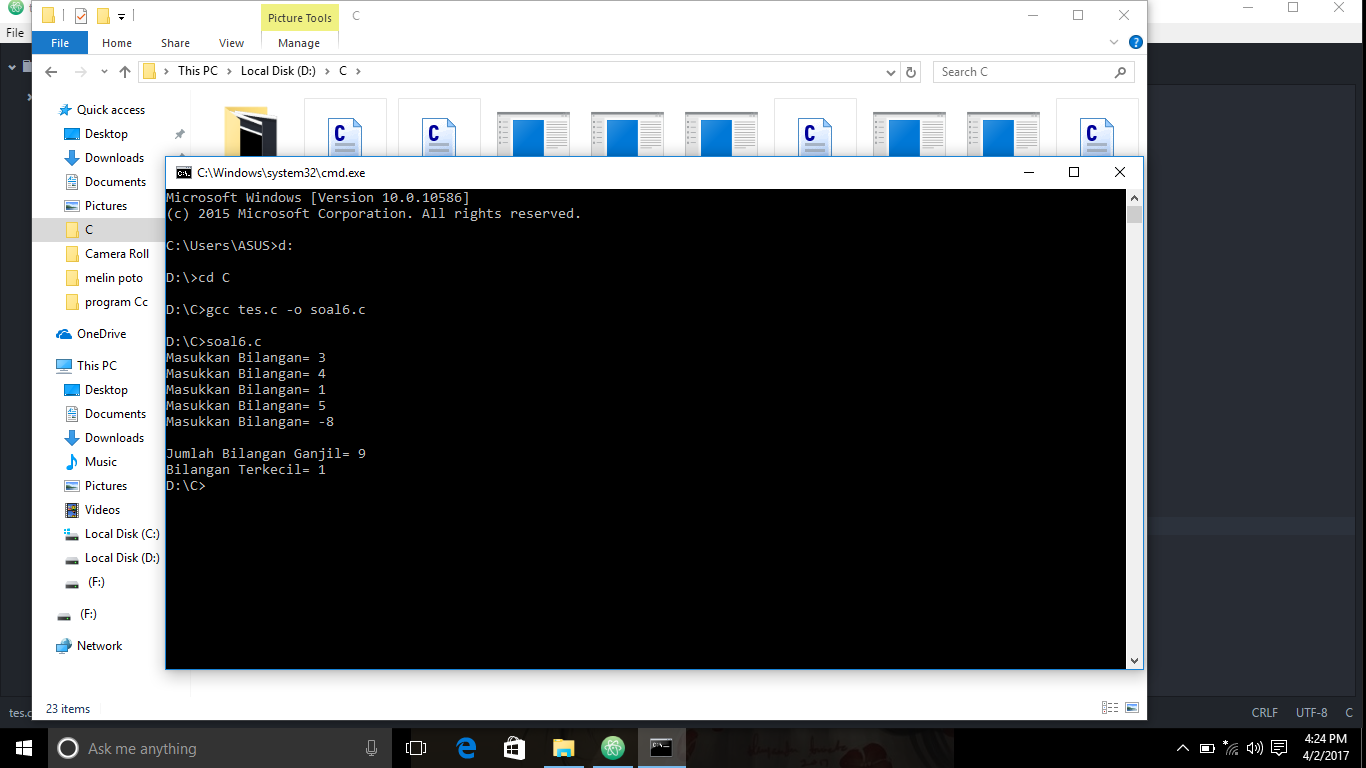 Picture Tools
C
File
File
Home
Share
View
Manage
This PC
Local Disk (D:)
C
Search C
Quick access
Desktop
Downloads
Documents
Pictures
C
Camera Roll
melin poto
program Cc
OneDrive
This PC
Desktop
Documents
Downloads
Music
Pictures
Videos
Local Disk (C:)
Local Disk (D:)
(F:)
(F:)
Network
C
C
C
C
C:\Windows\system32\cmd.exe
Microsoft Windows [Version 10.0.10586]
(c) 2015 Microsoft Corporation. All rights reserved.
C:\Users\ASUS>d:
D:\>cd C
D:\C>gcc tes.c -o soal6.c
D:\C>soal6.c
Masukkan Bilangan= 3
Masukkan Bilangan= 4
Masukkan Bilangan= 1
Masukkan Bilangan= 5
Masukkan Bilangan= -8
Jumlah Bilangan Ganjil= 9
Bilangan Terkecil= 1
D:\C>
23 items
CRLF
UTF-8
C
Ask me anything
4:24 PM
4/2/2017